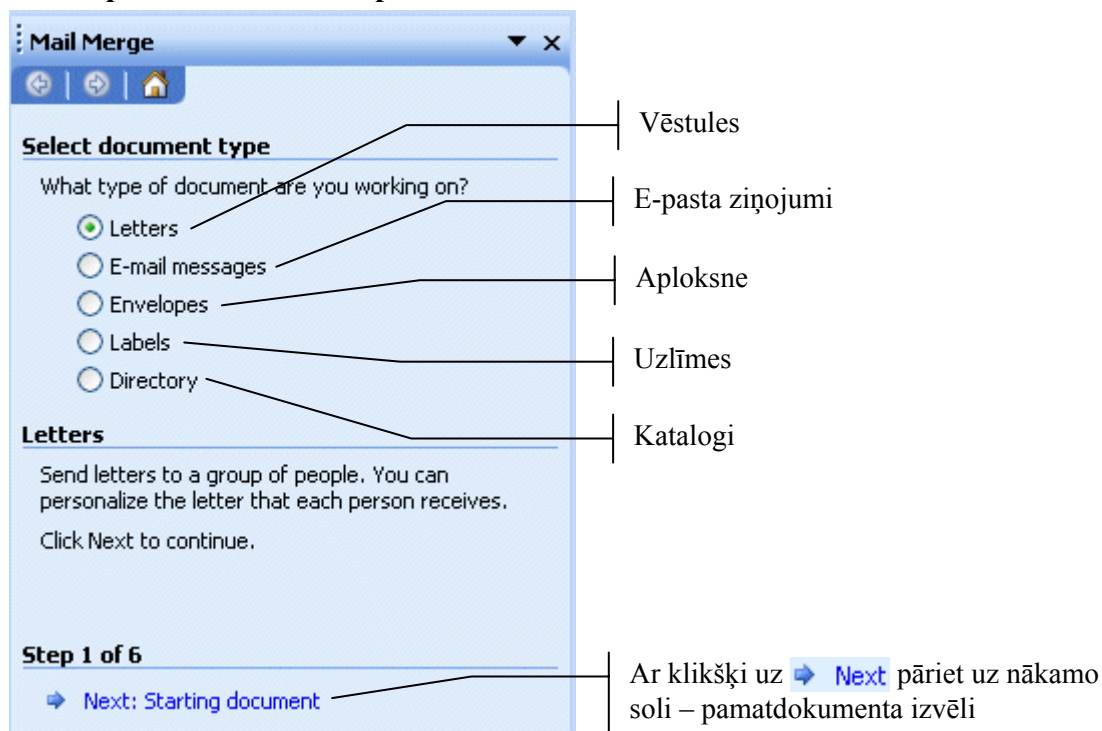 Mail Merge
Select document type
What type of document are you working on?
Letters
E-mail messages
Envelopes
Labels
Directory
Letters
Send letters to a group of people. You can
personalize the letter that each person receives.
Click Next to continue.
Step 1 of 6
Next: Starting document
Vēstules
E-pasta ziņojumi
Aploksne
Uzlīmes
Katalogi
Ar klikšķi uz Next pāriet uz nākamo
soli – pamatdokumenta izvēli